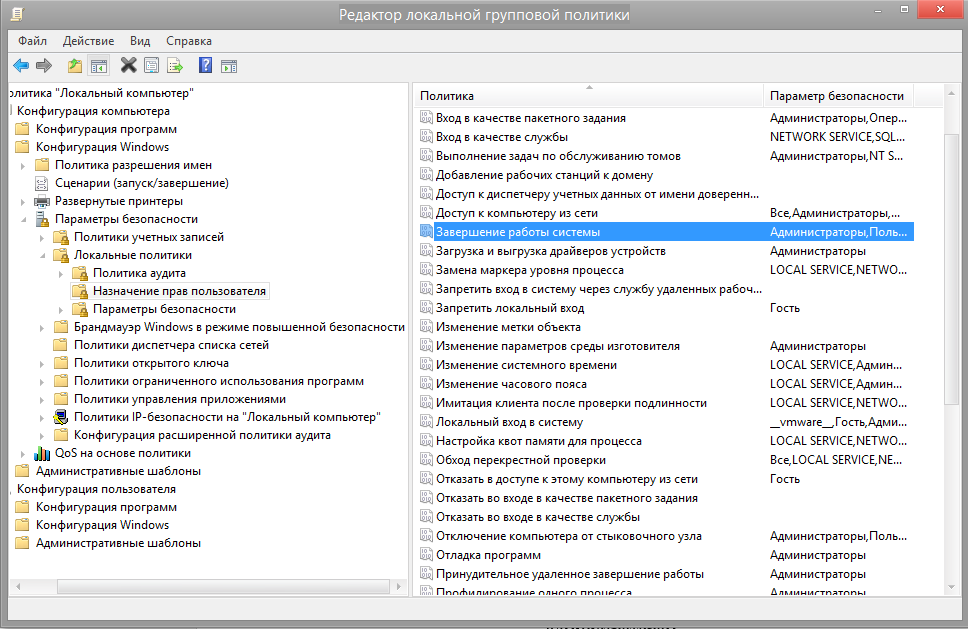 Редактор локальной групповой политики
Файл Действие Вид Справка
олитика "Локальный компьютер"
Конфигурация компьютера
Конфигурация программ
Конфигурация Windows
Политика разрешения имен
Сценарии (запуск/завершение)
Развернутые принтеры
Параметры безопасности
Политики учетных записей
Локальные политики
Политика аудита
Назначение прав пользователя
Параметры безопасности
Брандмауэр Windows в режиме повышенной безопасности
Политики диспетчера списка сетей
Политики открытого ключа
Политики ограниченного использования программ
Политики управления приложениями
Политики IP-безопасности на "Локальный компьютер"
Конфигурация расширенной политики аудита
QoS на основе политики
Административные шаблоны
Конфигурация пользователя
Конфигурация программ
Конфигурация Windows
Административные шаблоны
Политика Параметр безопасности
Вход в качестве пакетного задания Администраторы,Опер...
Вход в качестве службы NETWORK SERVICE,SQL...
Выполнение задач по обслуживанию томов Администраторы,NT S...
Добавление рабочих станций к домену
Доступ к диспетчеру учетных данных от имени доверенн...
Доступ к компьютеру из сети Все,Администраторы,...
Завершение работы системы Администраторы,Поль...
Загрузка и выгрузка драйверов устройств Администраторы
Замена маркера уровня процесса LOCAL SERVICE,NETWO...
Запретить вход в систему через службу удаленных рабоч...
Запретить локальный вход Гость
Изменение метки объекта
Изменение параметров среды изготовителя Администраторы
Изменение системного времени LOCAL SERVICE,Админ...
Изменение часового пояса LOCAL SERVICE,Админ...
Имитация клиента после проверки подлинности LOCAL SERVICE,NETWO...
Локальный вход в систему __vmware__,Гость,Адми...
Настройка квот памяти для процесса LOCAL SERVICE,NETWO...
Обход перекрестной проверки Все,LOCAL SERVICE,NE...
Отказать в доступе к этому компьютеру из сети Гость
Отказать во входе в качестве пакетного задания
Отказать во входе в качестве службы
Отключение компьютера от стыковочного узла Администраторы,Поль...
Отладка программ Администраторы
Принудительное удаленное завершение работы Администраторы
Профилирование одного процесса Администраторы